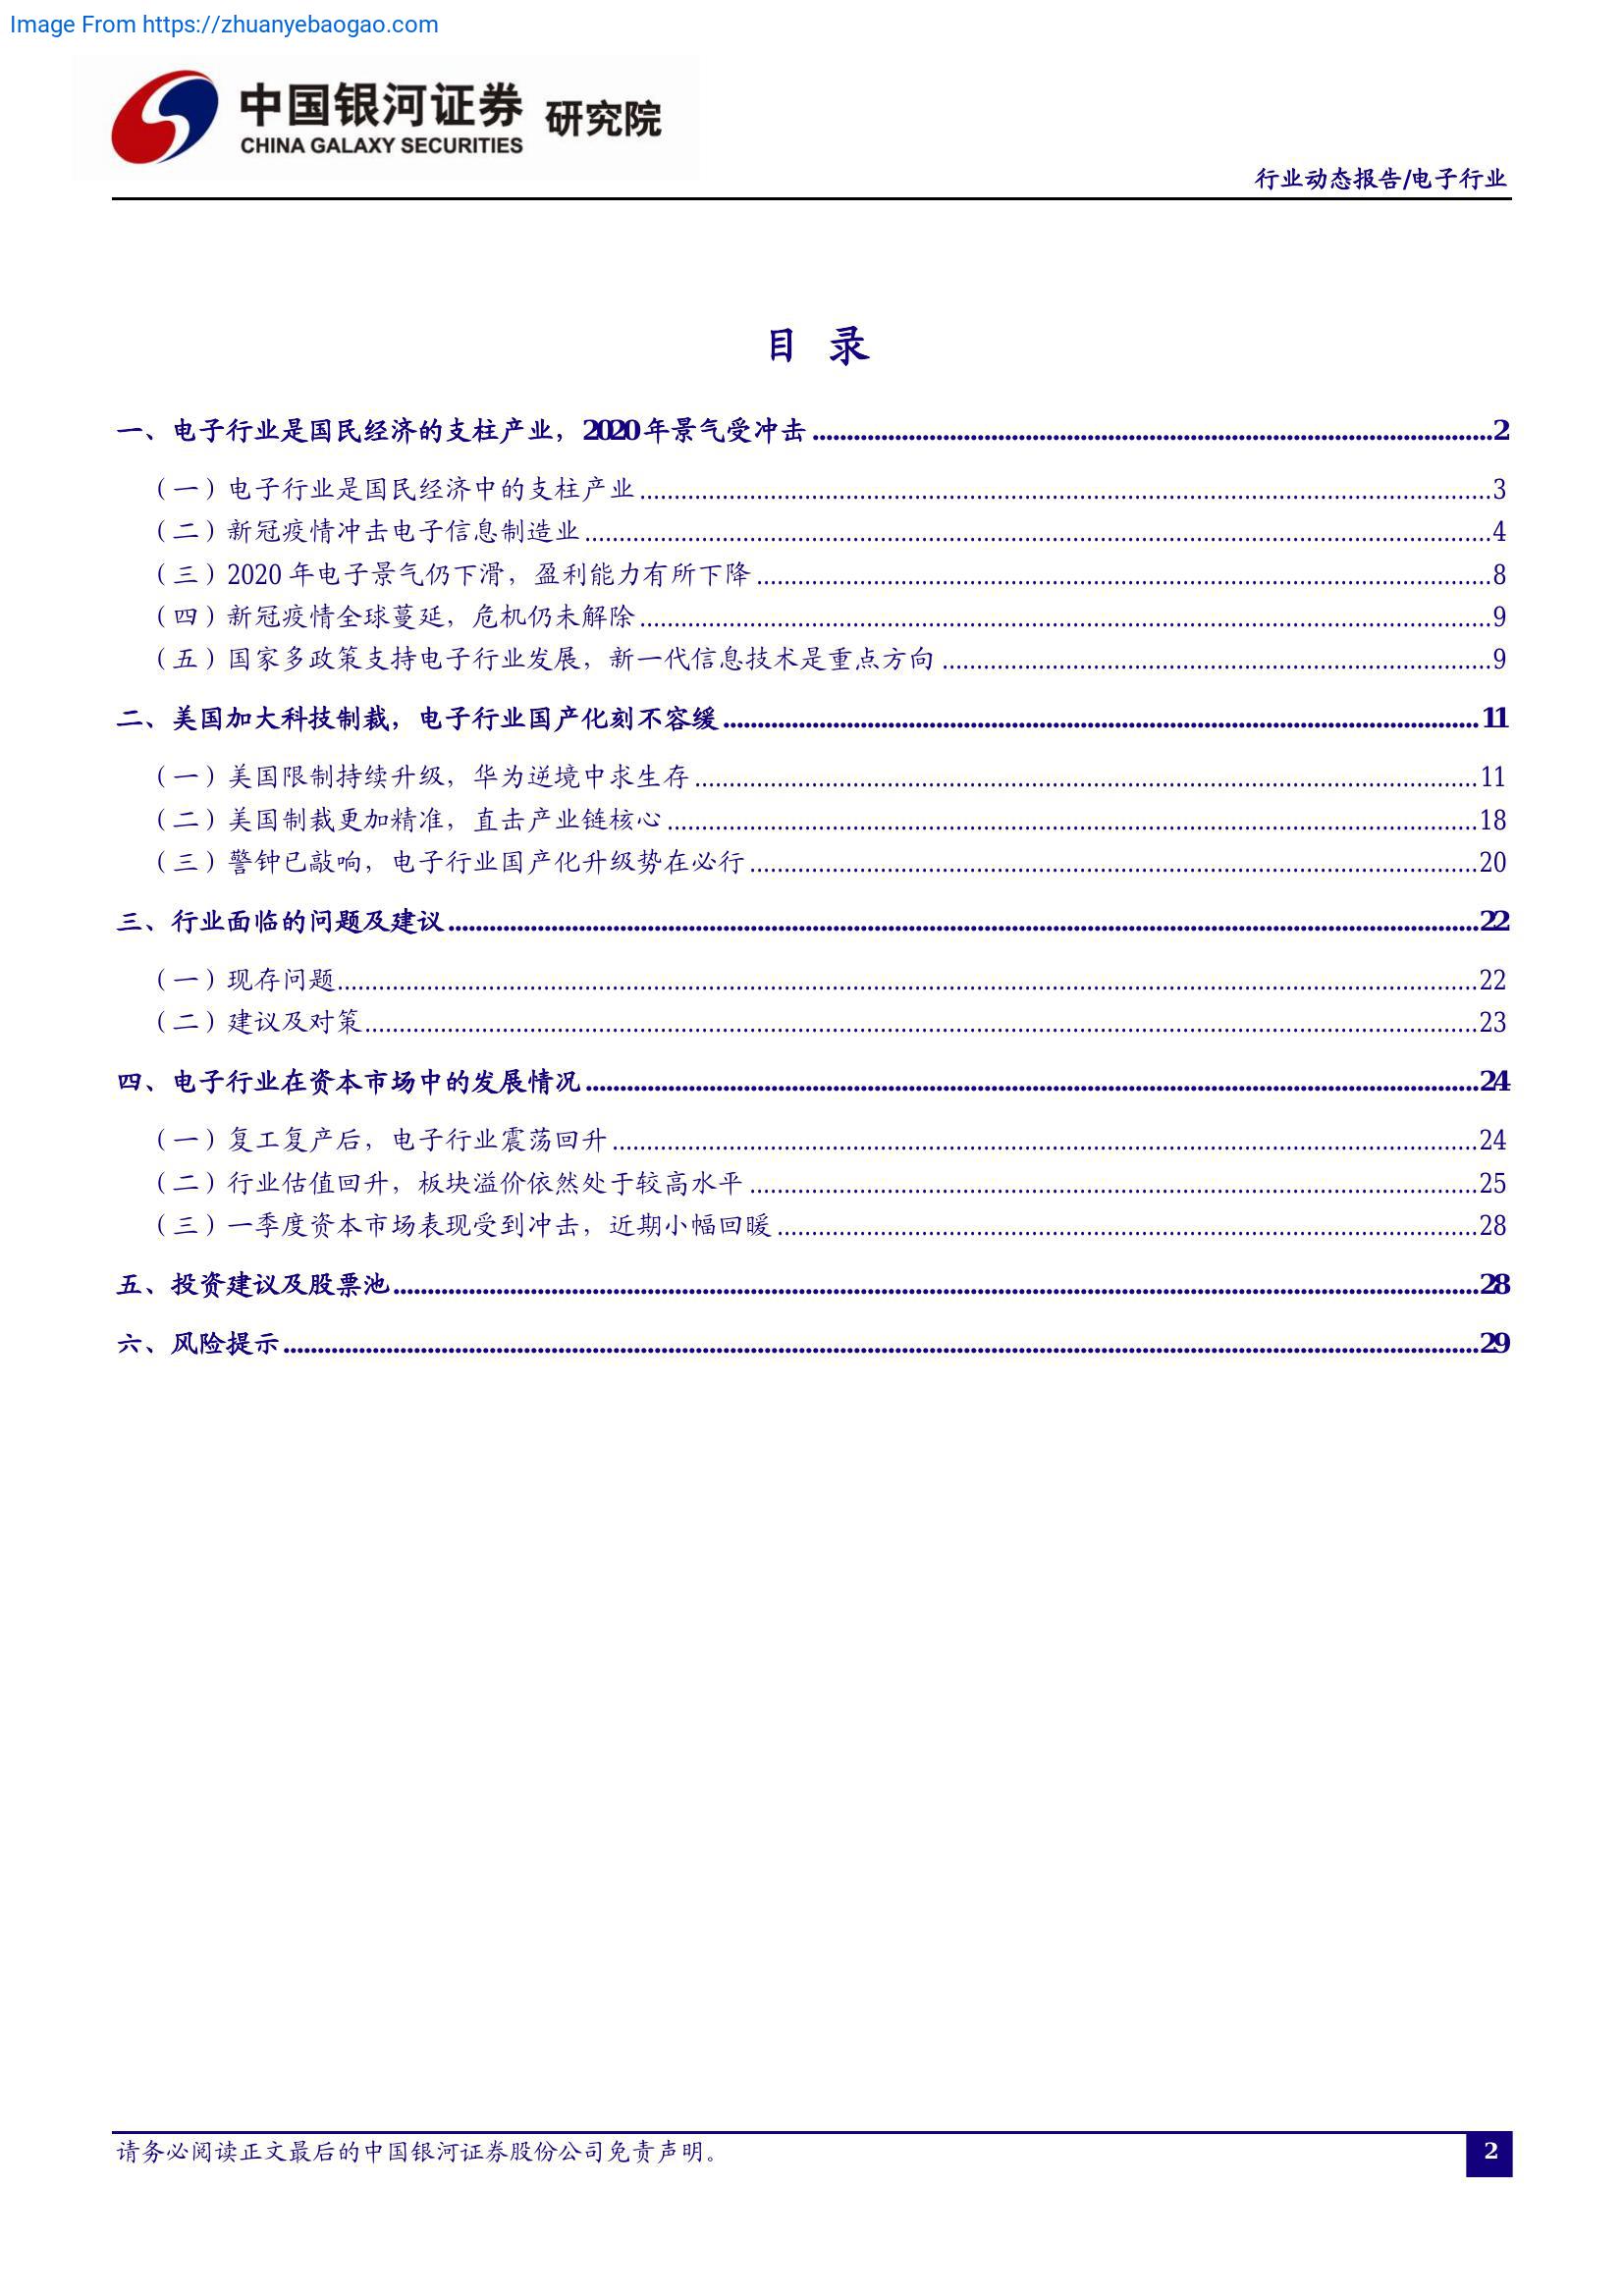 Image From https://zhuanyebaogao.com
中国银河证券 研究院
CHINA GALAXY SECURITIES
行业动态报告/电子行业
目 录
一、电子行业是国民经济的支柱产业，2020 年景气受冲击........2
（一）电子行业是国民经济中的支柱产业........3
（二）新冠疫情冲击电子信息制造业........4
（三）2020 年电子景气仍下滑，盈利能力有所下降........8
（四）新冠疫情全球蔓延，危机仍未解除........9
（五）国家多政策支持电子行业发展，新一代信息技术是重点方向........9
二、美国加大科技制裁，电子行业国产化刻不容缓........11
（一）美国限制持续升级，华为逆境中求生存........11
（二）美国制裁更加精准，直击产业链核心........18
（三）警钟已敲响，电子行业国产化升级势在必行........20
三、行业面临的问题及建议........22
（一）现存问题........22
（二）建议及对策........23
四、电子行业在资本市场中的发展情况........24
（一）复工复产后，电子行业震荡回升........24
（二）行业估值回升，板块溢价依然处于较高水平........25
（三）一季度资本市场表现受到冲击，近期小幅回暖........28
五、投资建议及股票池........28
六、风险提示........29
请务必阅读正文最后的中国银河证券股份公司免责声明。
2